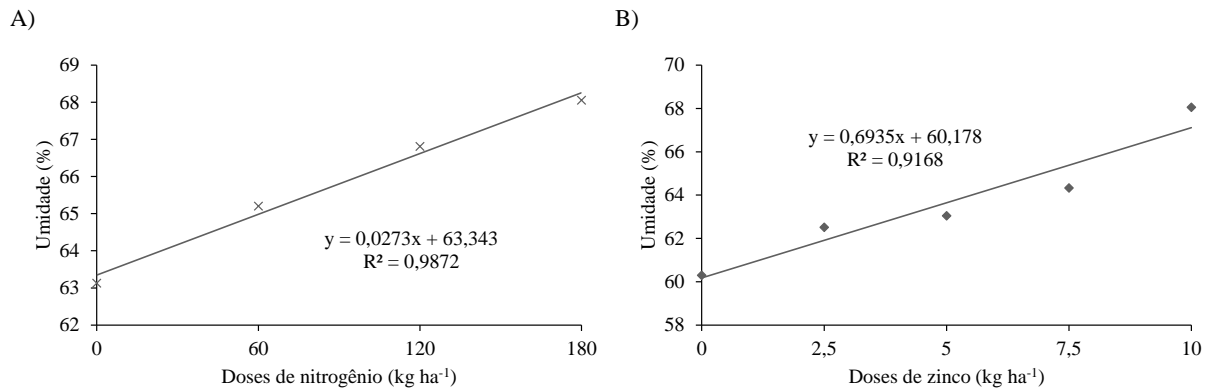 A)
69
68
67
66
65
64
63
62
Umidade (%)
y = 0,0273x + 63,343
R² = 0,9872
0 60 120 180
Doses de nitrogênio (kg ha⁻¹)
B)
70
68
66
64
62
60
58
Umidade (%)
y = 0,6935x + 60,178
R² = 0,9168
0 2,5 5 7,5 10
Doses de zinco (kg ha⁻¹)